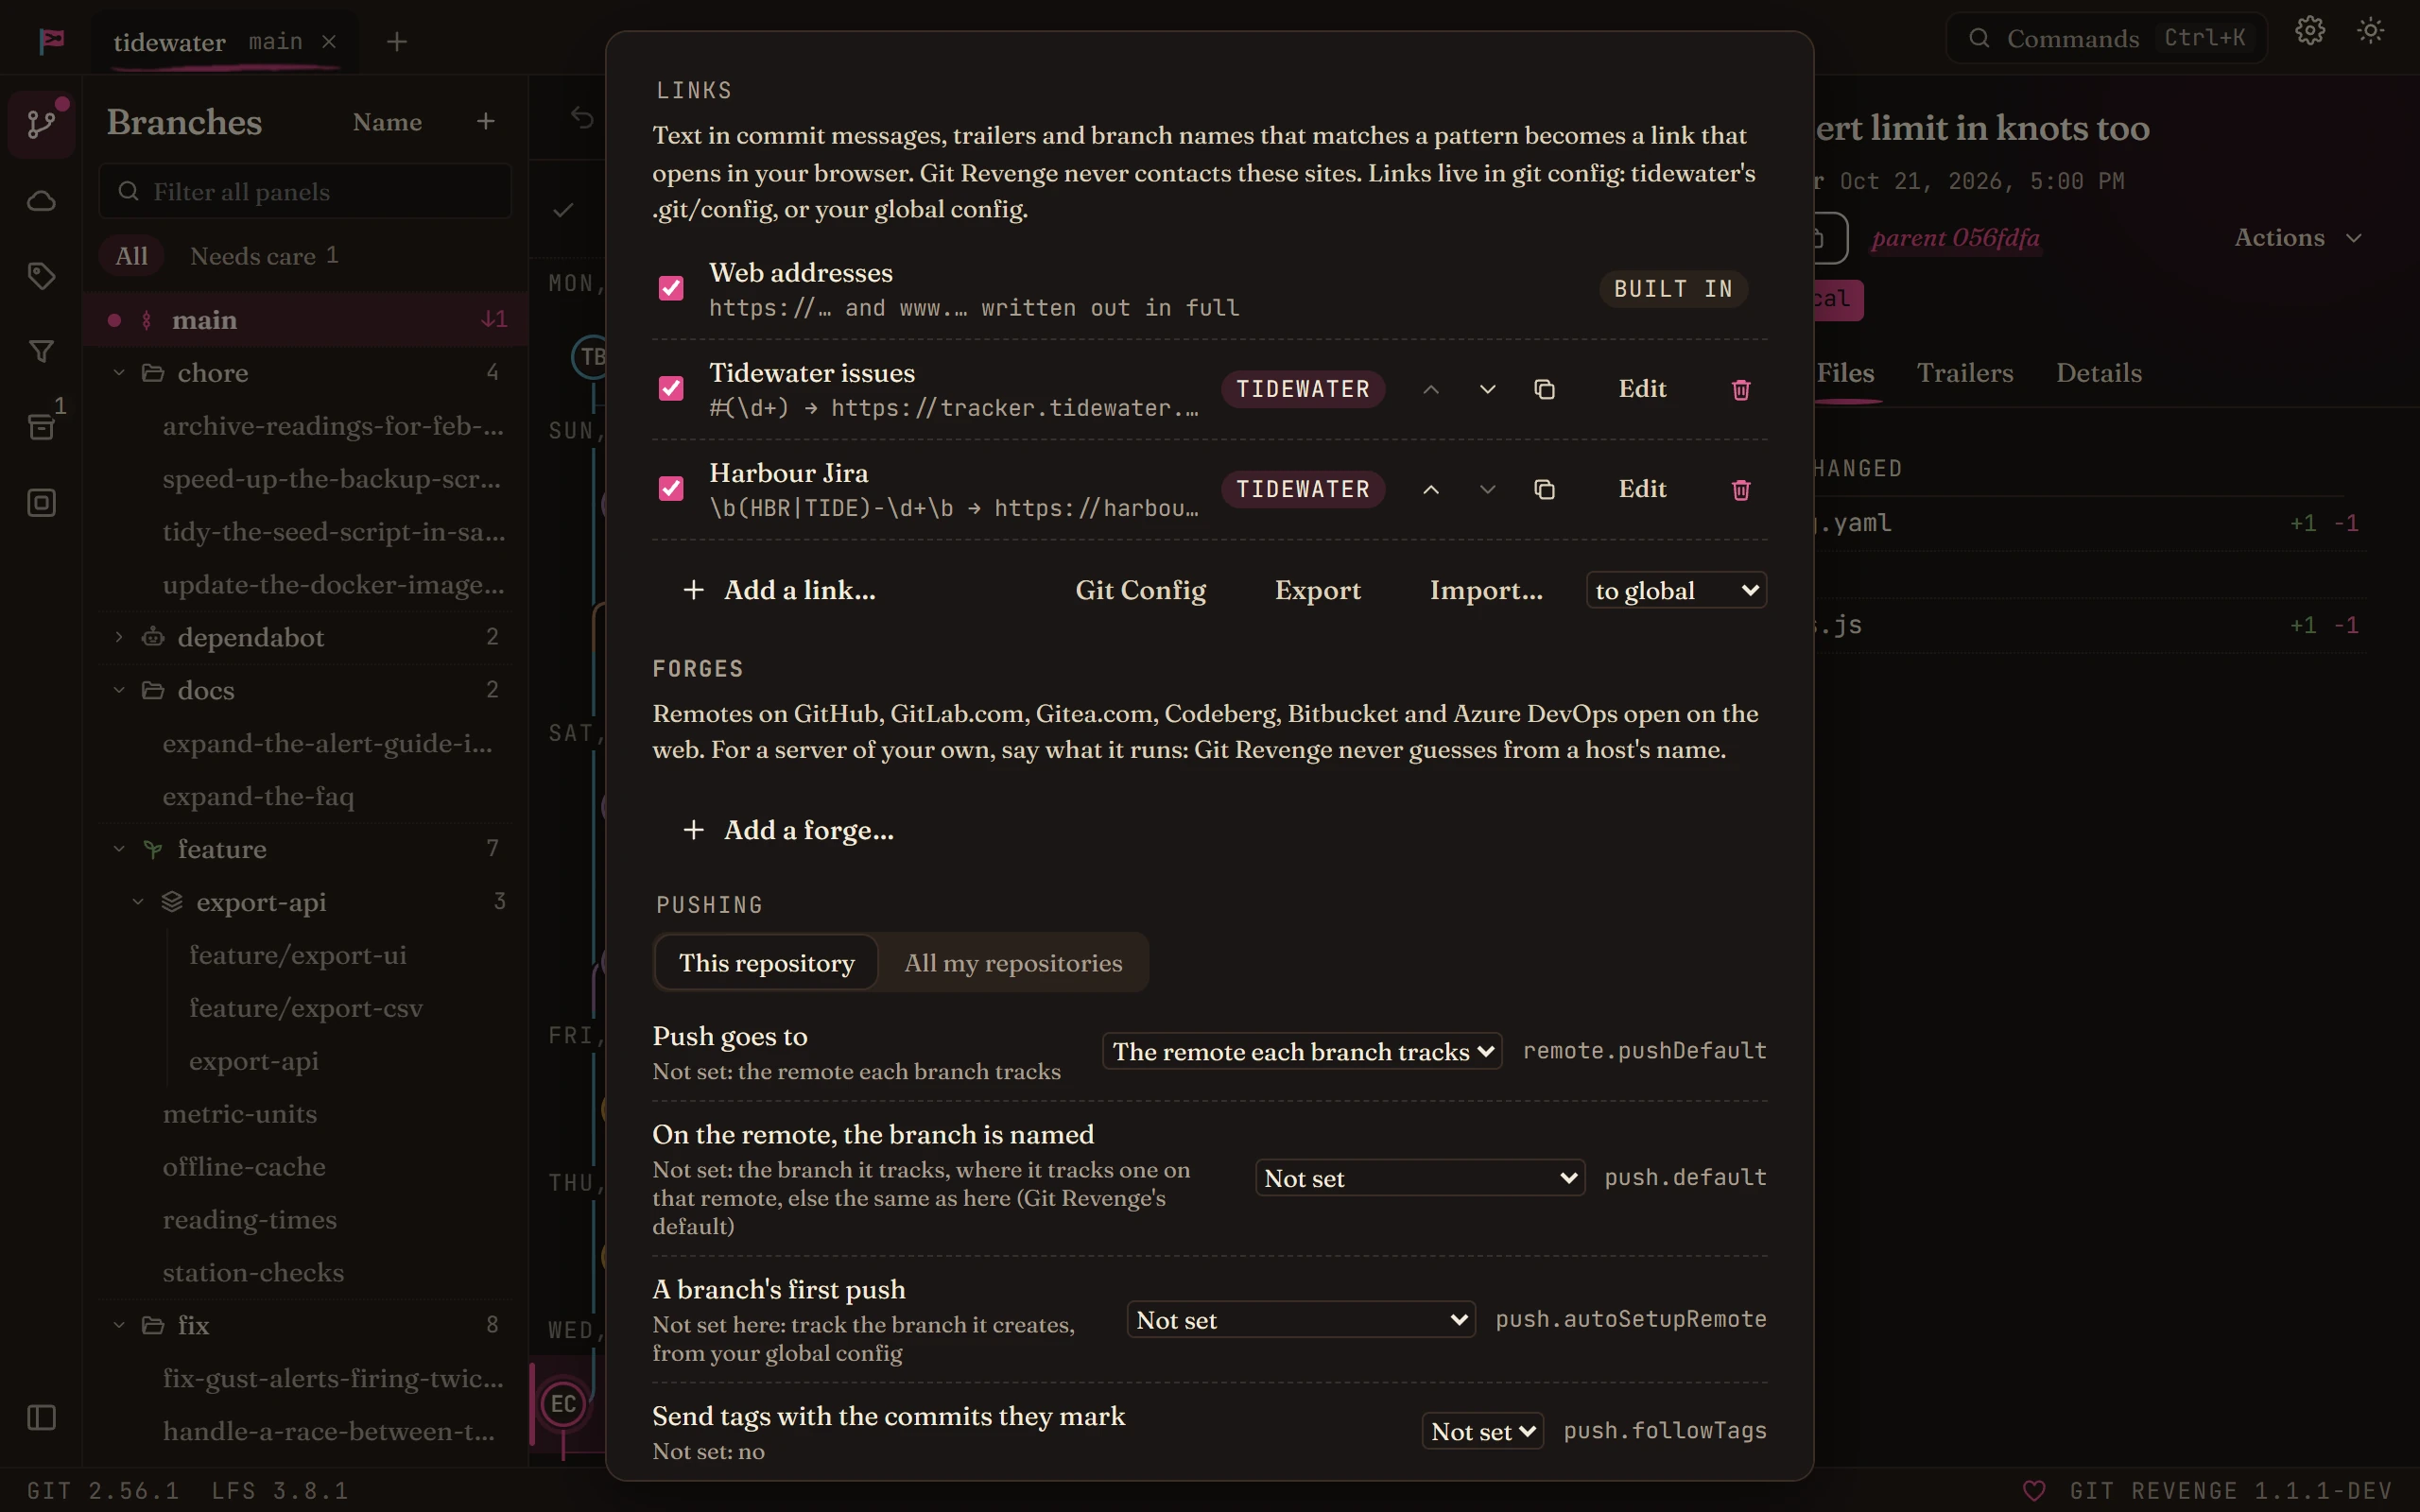 tidewater main
Commands Ctrl+K
Branches Name
Filter all panels
All Needs care 1
main ↓1
chore 4
archive-readings-for-feb-...
speed-up-the-backup-scr...
tidy-the-seed-script-in-sa...
update-the-docker-image...
dependabot 2
docs 2
expand-the-alert-guide-i...
expand-the-faq
feature 7
export-api 3
feature/export-ui
feature/export-csv
export-api
metric-units
offline-cache
reading-times
station-checks
fix 8
fix-gust-alerts-firing-twic...
handle-a-race-between-t...
1
MON,
TB
SUN,
SAT,
FRI,
THU,
WED,
EC
LINKS
Text in commit messages, trailers and branch names that matches a pattern becomes a link that
opens in your browser. Git Revenge never contacts these sites. Links live in git config: tidewater's
.git/config, or your global config.
Web addresses
https://… and www.… written out in full
BUILT IN
Tidewater issues
#(\d+) → https://tracker.tidewater.…
TIDEWATER Edit
Harbour Jira
\b(HBR|TIDE)-\d+\b → https://harbou…
TIDEWATER Edit
+ Add a link... Git Config Export Import... to global
FORGES
Remotes on GitHub, GitLab.com, Gitea.com, Codeberg, Bitbucket and Azure DevOps open on the
web. For a server of your own, say what it runs: Git Revenge never guesses from a host's name.
+ Add a forge...
PUSHING
This repository All my repositories
Push goes to
Not set: the remote each branch tracks
The remote each branch tracks remote.pushDefault
On the remote, the branch is named
Not set: the branch it tracks, where it tracks one on
that remote, else the same as here (Git Revenge's
default)
Not set push.default
A branch's first push
Not set here: track the branch it creates,
from your global config
Not set push.autoSetupRemote
Send tags with the commits they mark
Not set: no
Not set push.followTags
ert limit in knots too
r Oct 21, 2026, 5:00 PM
parent 056fdfa
Actions
cal
Files Trailers Details
HANGED
.yaml +1 -1
.js +1 -1
GIT 2.56.1 LFS 3.8.1
GIT REVENGE 1.1.1-DEV